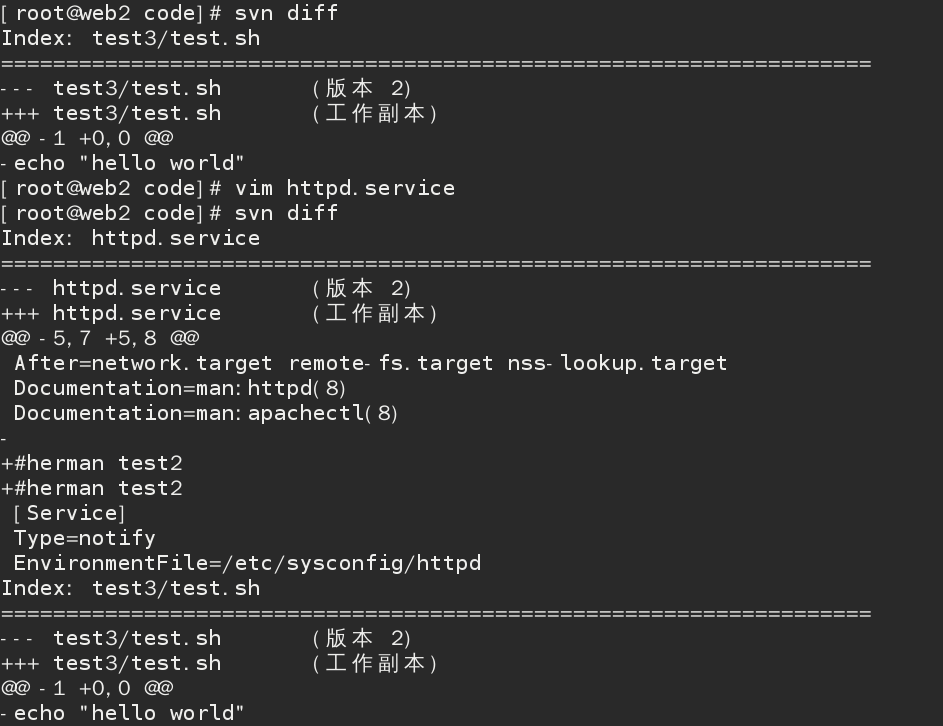 [root@web2 code]# svn diff
Index: test3/test.sh
===================================================================
--- test3/test.sh	(版本 2)
+++ test3/test.sh	(工作副本)
@@ -1 +0,0 @@
-echo "hello world"
[root@web2 code]# vim httpd.service
[root@web2 code]# svn diff
Index: httpd.service
===================================================================
--- httpd.service	(版本 2)
+++ httpd.service	(工作副本)
@@ -5,7 +5,8 @@
 After=network.target remote-fs.target nss-lookup.target
 Documentation=man:httpd(8)
 Documentation=man:apachectl(8)
-
+#herman test2
+#herman test2
 [Service]
 Type=notify
 EnvironmentFile=/etc/sysconfig/httpd
Index: test3/test.sh
===================================================================
--- test3/test.sh	(版本 2)
+++ test3/test.sh	(工作副本)
@@ -1 +0,0 @@
-echo "hello world"